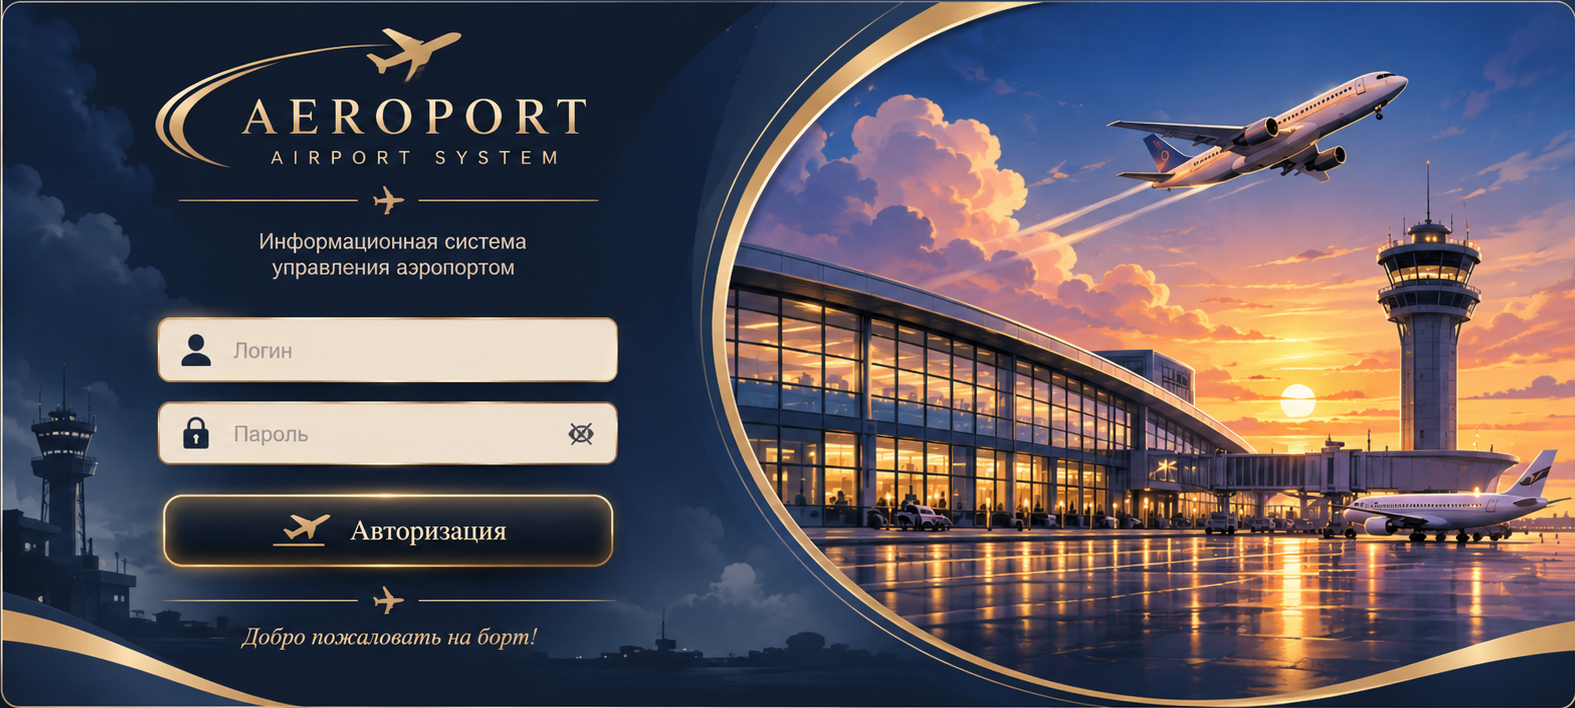 AEROPORT
AIRPORT SYSTEM
Информационная система
управления аэропортом
Логин
Пароль
Авторизация
Добро пожаловать на борт!